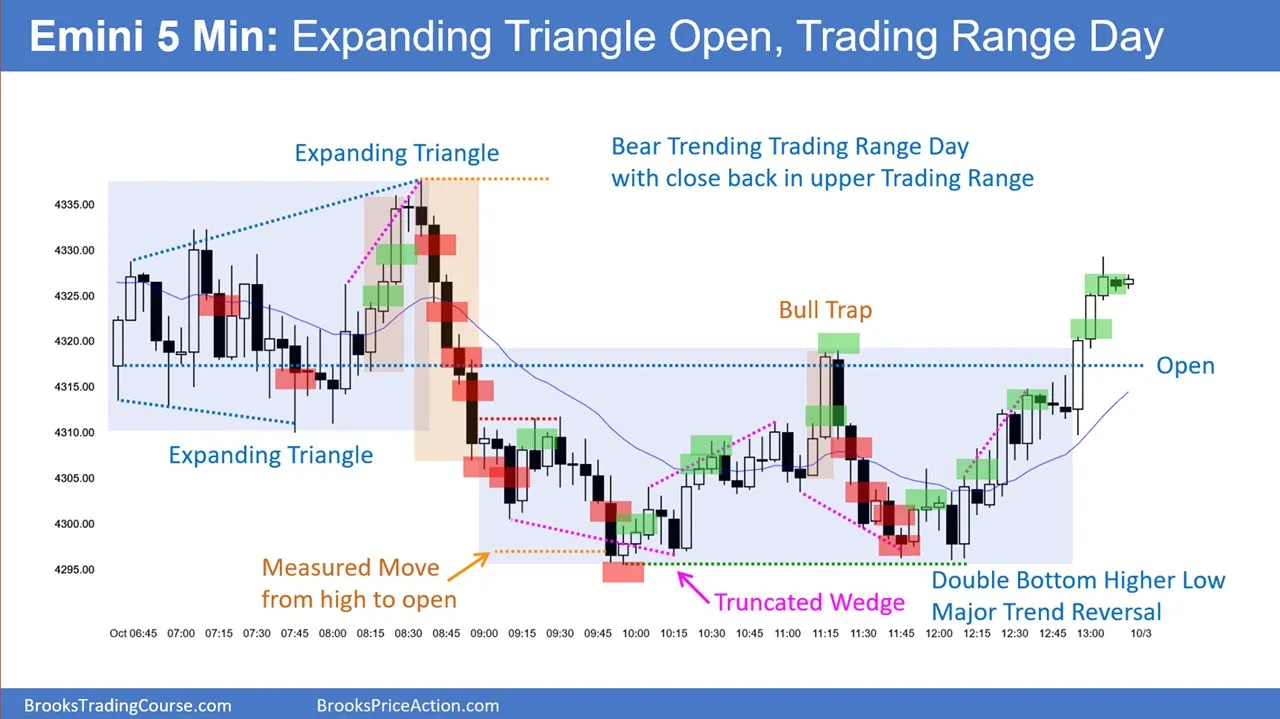 Emini 5 Min: Expanding Triangle Open, Trading Range Day
Expanding Triangle
Bear Trending Trading Range Day
with close back in upper Trading Range
4335.00
4330.00
4325.00
4320.00
4315.00
4310.00
4305.00
4300.00
4295.00
Bull Trap
Open
Expanding Triangle
Measured Move
from high to open
Truncated Wedge
Double Bottom Higher Low
Major Trend Reversal
Oct 06:45 07:00 07:15 07:30 07:45 08:00 08:15 08:30 08:45 09:00 09:15 09:30 09:45 10:00 10:15 10:30 10:45 11:00 11:15 11:30 11:45 12:00 12:15 12:30 12:45 13:00 10/3
BrooksTradingCourse.com
BrooksPriceAction.com